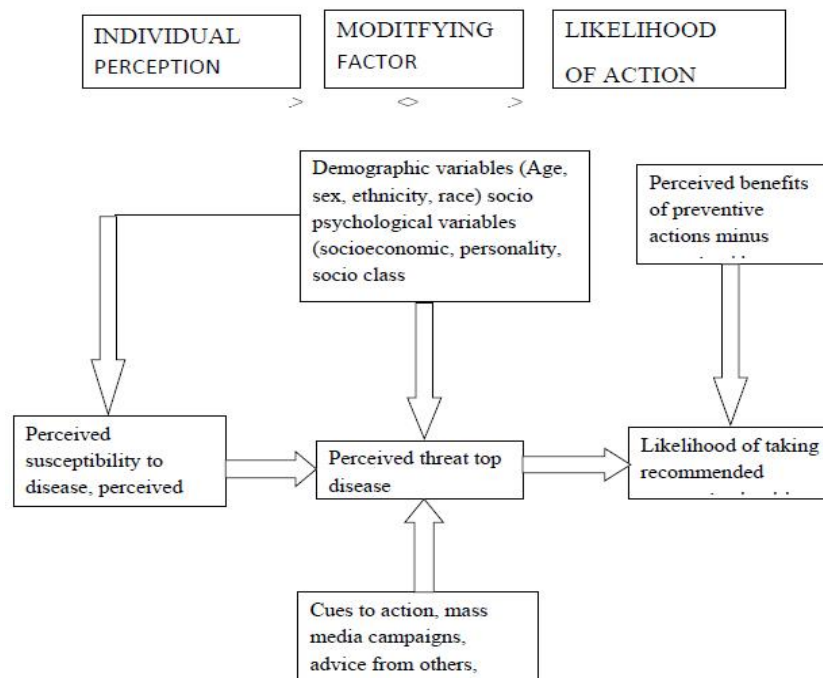 INDIVIDUAL
PERCEPTION
MODITFYING
FACTOR
LIKELIHOOD
OF ACTION
Demographic variables (Age,
sex, ethnicity, race) socio
psychological variables
(socioeconomic, personality,
socio class
Perceived benefits
of preventive
actions minus
Perceived
susceptibility to
disease, perceived
Perceived threat top
disease
Likelihood of taking
recommended
Cues to action, mass
media campaigns,
advice from others,